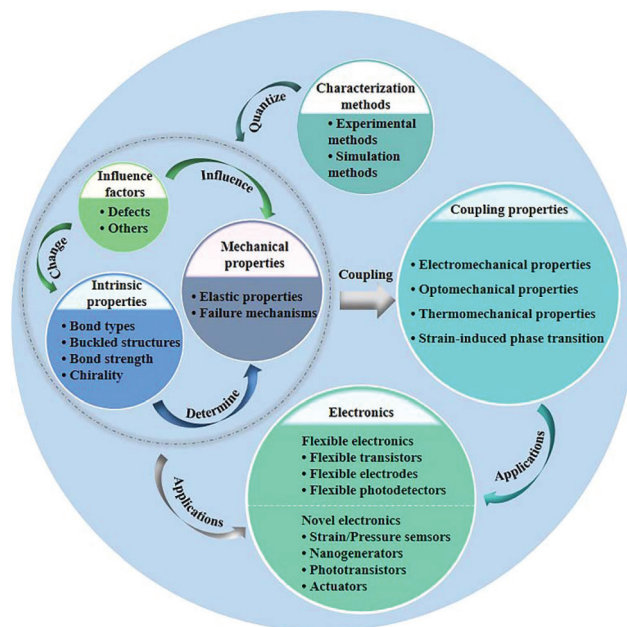 Characterization
methods
• Experimental
methods
• Simulation
methods
Quantize
Influence
factors
• Defects
• Others
Influence
Change
Mechanical
properties
• Elastic properties
• Failure mechanisms
Intrinsic
properties
• Bond types
• Buckled structures
• Bond strength
• Chirality
Determine
Coupling
Coupling properties
• Electromechanical properties
• Optomechanical properties
• Thermomechanical properties
• Strain-induced phase transition
Applications
Applications
Electronics
Flexible electronics
• Flexible transistors
• Flexible electrodes
• Flexible photodetectors
Novel electronics
• Strain/Pressure semsors
• Nanogenerators
• Phototransistors
• Actuators